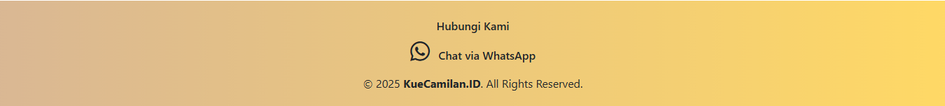 Hubungi Kami
Chat via WhatsApp
© 2025 KueCamilan.ID. All Rights Reserved.